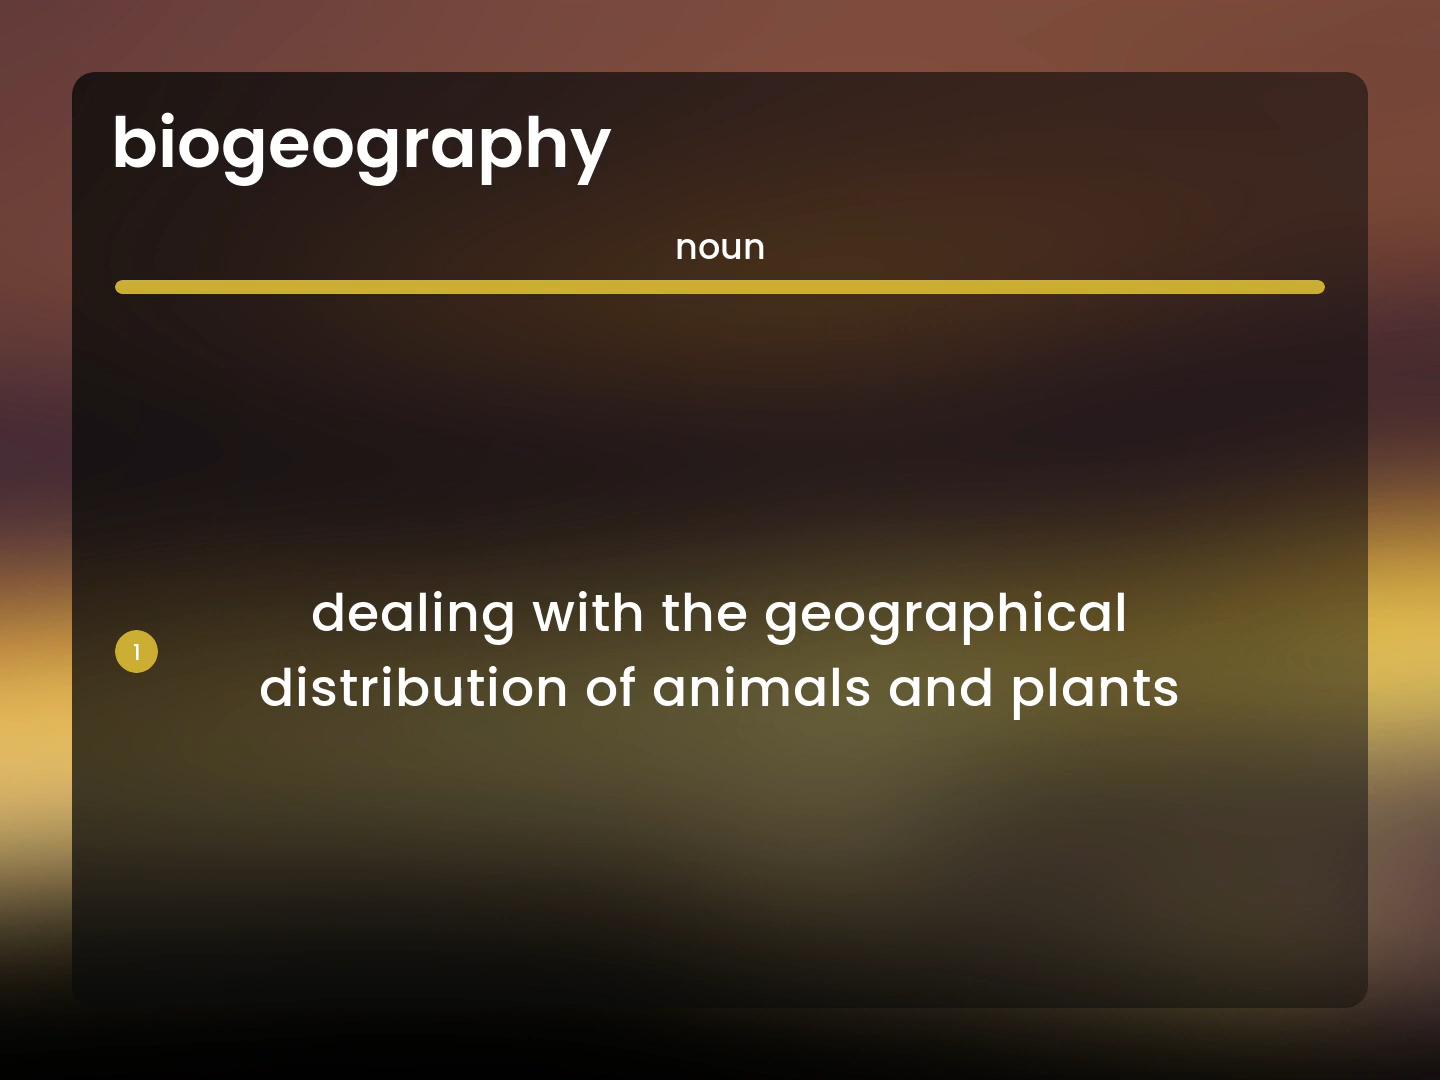 biogeography
noun
1
dealing with the geographical
distribution of animals and plants